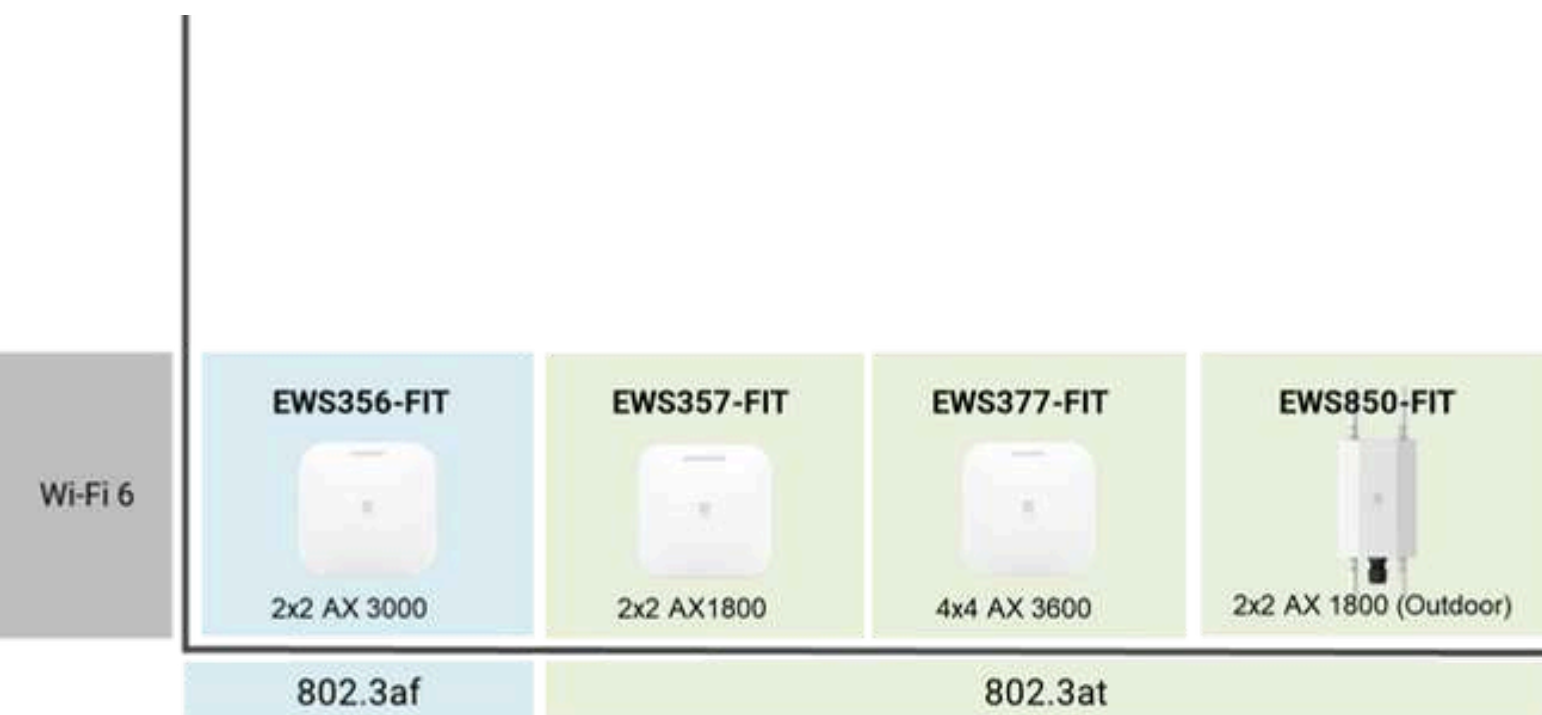 EWS356-FIT
EWS357-FIT
EWS377-FIT
EWS850-FIT
Wi-Fi 6
2x2 AX 3000
2x2 AX1800
4x4 AX 3600
2x2 AX 1800 (Outdoor)
802.3af
802.3at